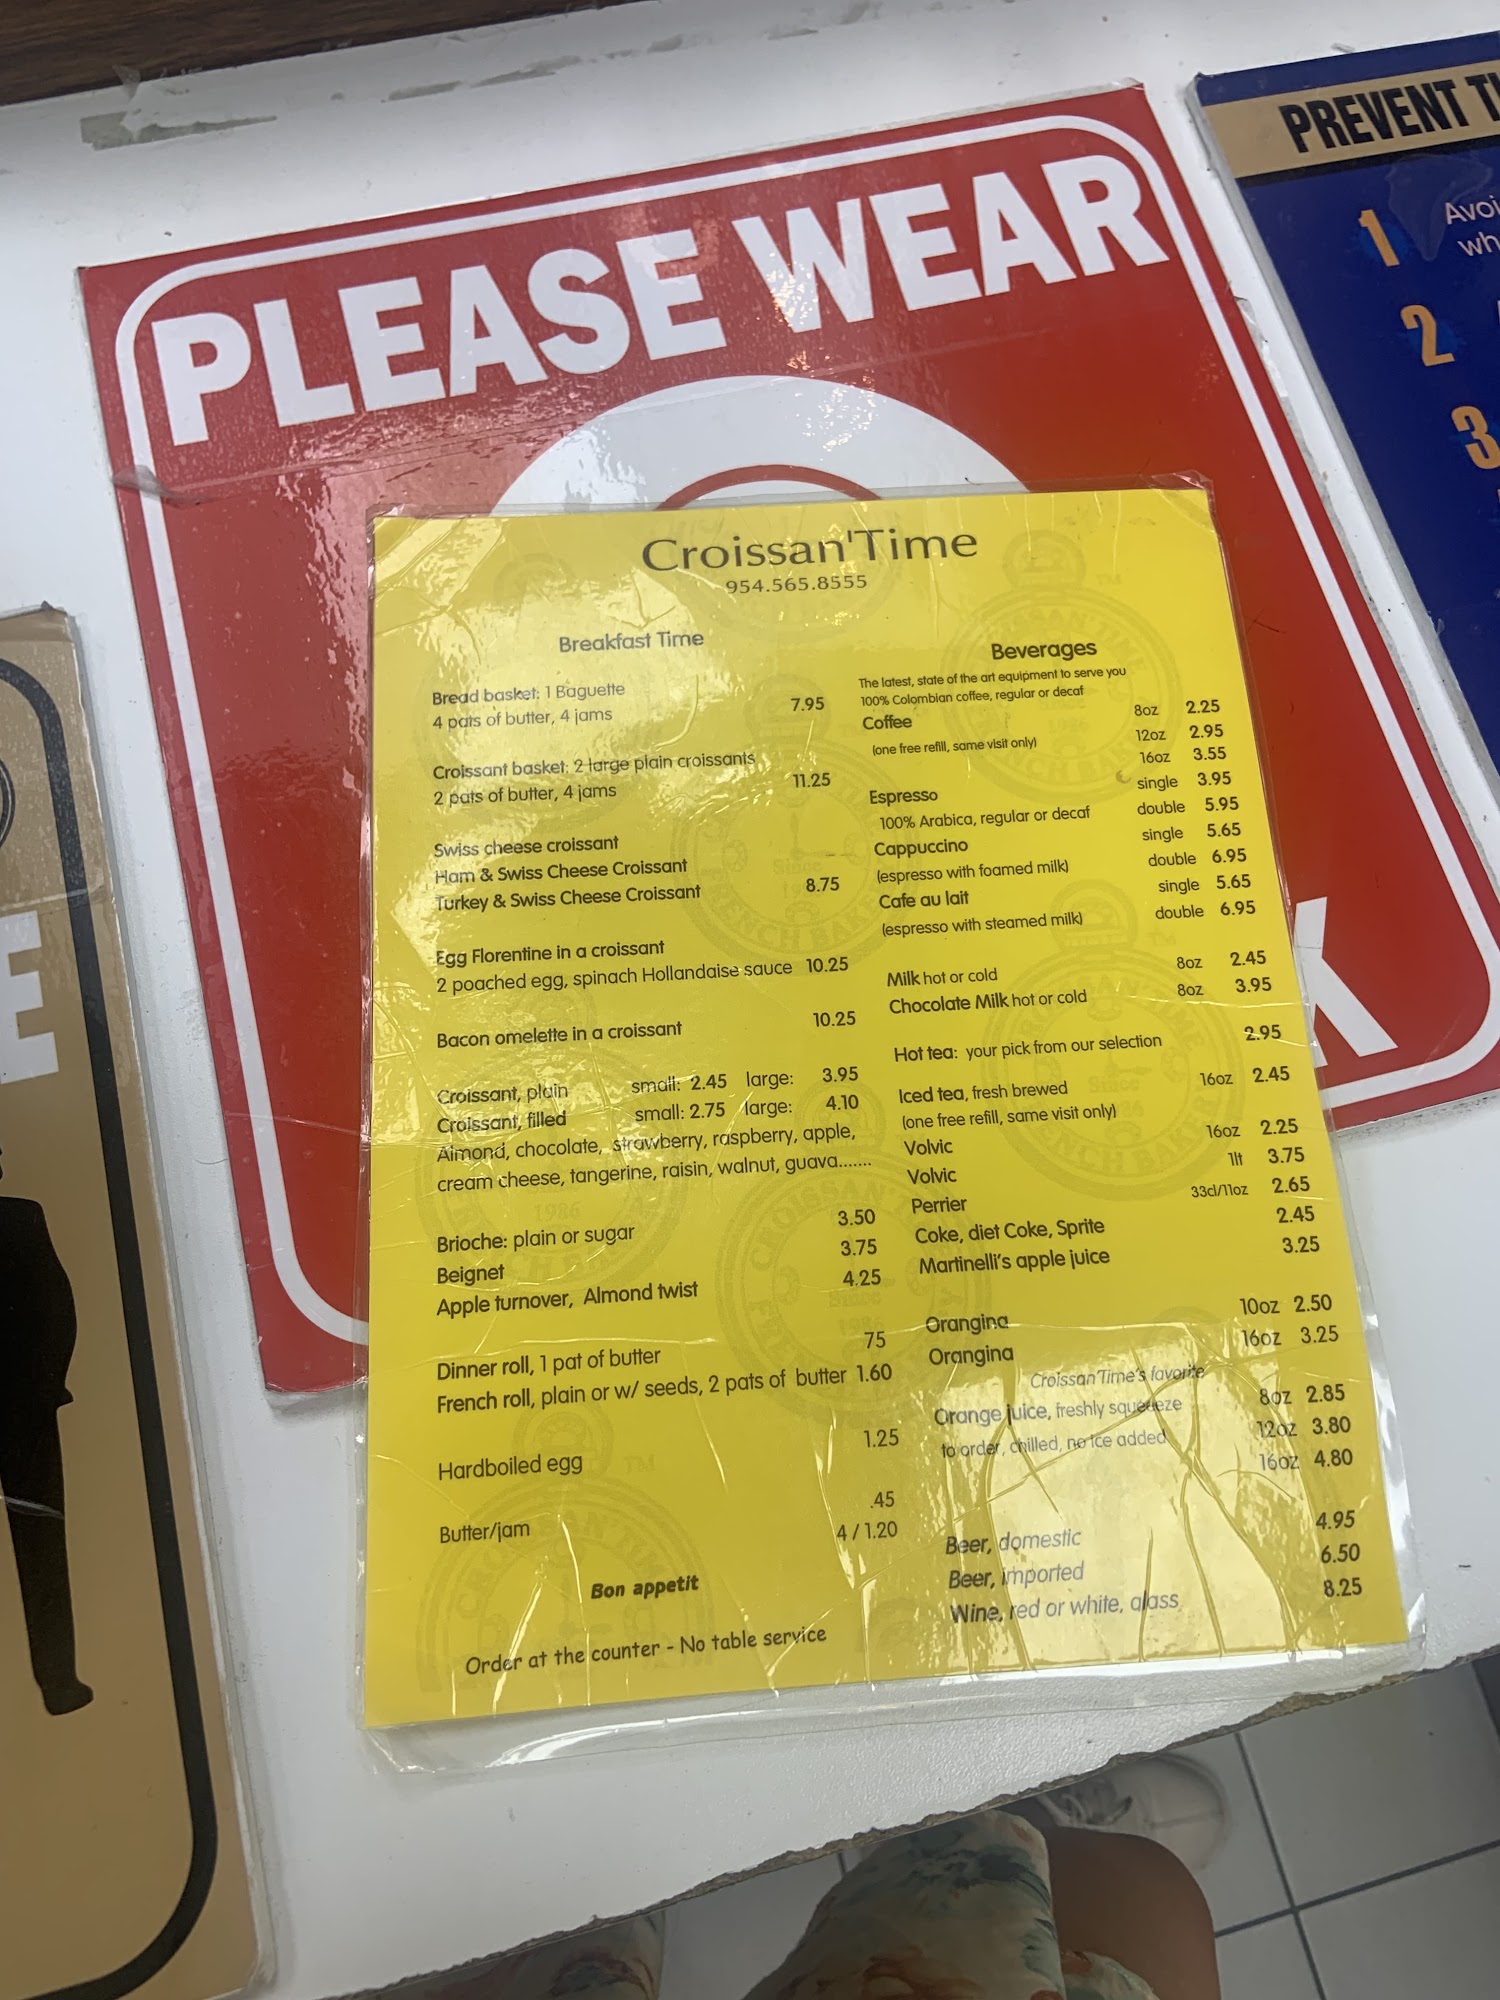 PLEASE WEAR
PREVENT
1
Avoi
wh
2
3
E
K
Croissan'Time
954.565.8555
Breakfast Time
Bread basket: 1 Baguette
4 pats of butter, 4 jams 7.95
Croissant basket: 2 large plain croissants
2 pats of butter, 4 jams 11.25
Swiss cheese croissant
Ham & Swiss Cheese Croissant
Turkey & Swiss Cheese Croissant 8.75
Egg Florentine in a croissant
2 poached egg, spinach Hollandaise sauce 10.25
Bacon omelette in a croissant 10.25
Croissant, plain small: 2.45 large: 3.95
Croissant, filled small: 2.75 large: 4.10
Almond, chocolate, strawberry, raspberry, apple,
cream cheese, tangerine, raisin, walnut, guava.......
Brioche: plain or sugar 3.50
Beignet 3.75
Apple turnover, Almond twist 4.25
Dinner roll, 1 pat of butter 75
French roll, plain or w/ seeds, 2 pats of butter 1.60
Hardboiled egg 1.25
.45
Butter/jam 4 / 1.20
Bon appetit
Order at the counter - No table service
Beverages
The latest, state of the art equipment to serve you
100% Colombian coffee, regular or decaf
Coffee 8oz 2.25
(one free refill, same visit only) 12oz 2.95
16oz 3.55
Espresso single 3.95
100% Arabica, regular or decaf double 5.95
Cappuccino single 5.65
(espresso with foamed milk) double 6.95
Cafe au lait single 5.65
(espresso with steamed milk) double 6.95
Milk hot or cold 8oz 2.45
Chocolate Milk hot or cold 8oz 3.95
Hot tea: your pick from our selection 2.95
Iced tea, fresh brewed 16oz 2.45
(one free refill, same visit only)
Volvic 16oz 2.25
Volvic 1lt 3.75
Perrier 33cl/11oz 2.65
Coke, diet Coke, Sprite 2.45
Martinelli's apple juice 3.25
Orangina 10oz 2.50
Orangina 16oz 3.25
Croissan'Time's favorite
Orange juice, freshly squeeze 8oz 2.85
to order, chilled, no ice added 12oz 3.80
16oz 4.80
Beer, domestic 4.95
Beer, imported 6.50
Wine, red or white, glass 8.25